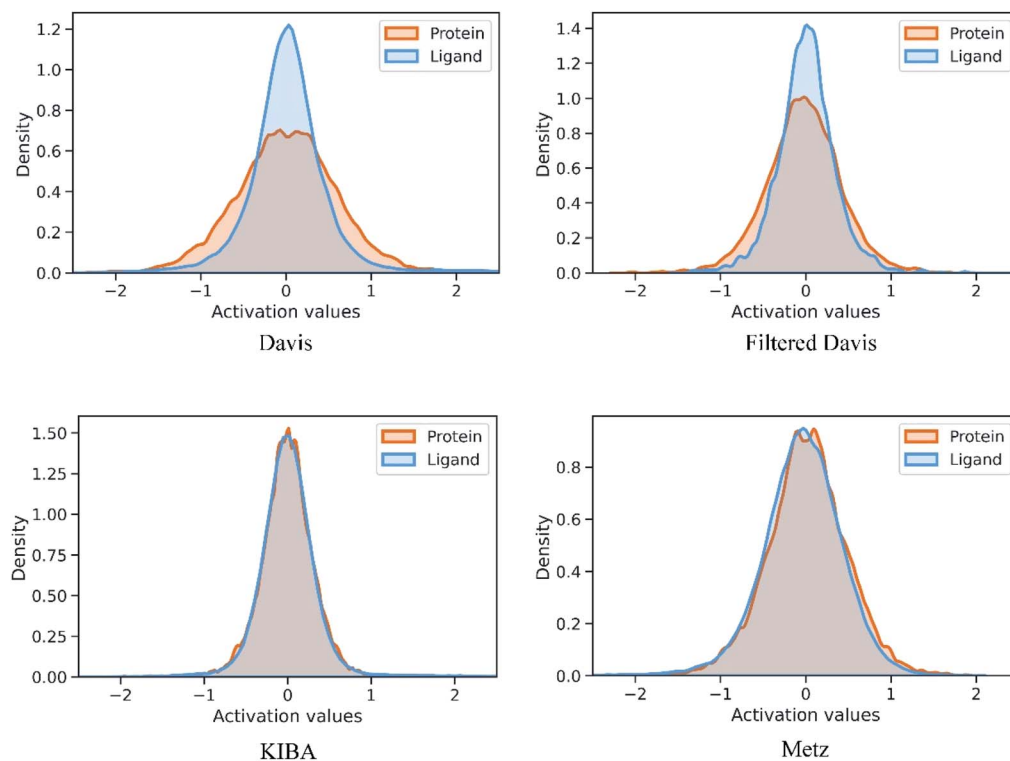 Protein
Ligand
Density
1.2
1.0
0.8
0.6
0.4
0.2
0.0
−2
−1
0
1
2
Activation values
Davis
Protein
Ligand
Density
1.4
1.2
1.0
0.8
0.6
0.4
0.2
0.0
−2
−1
0
1
2
Activation values
Filtered Davis
Protein
Ligand
Density
1.50
1.25
1.00
0.75
0.50
0.25
0.00
−2
−1
0
1
2
Activation values
KIBA
Protein
Ligand
Density
0.8
0.6
0.4
0.2
0.0
−2
−1
0
1
2
Activation values
Metz